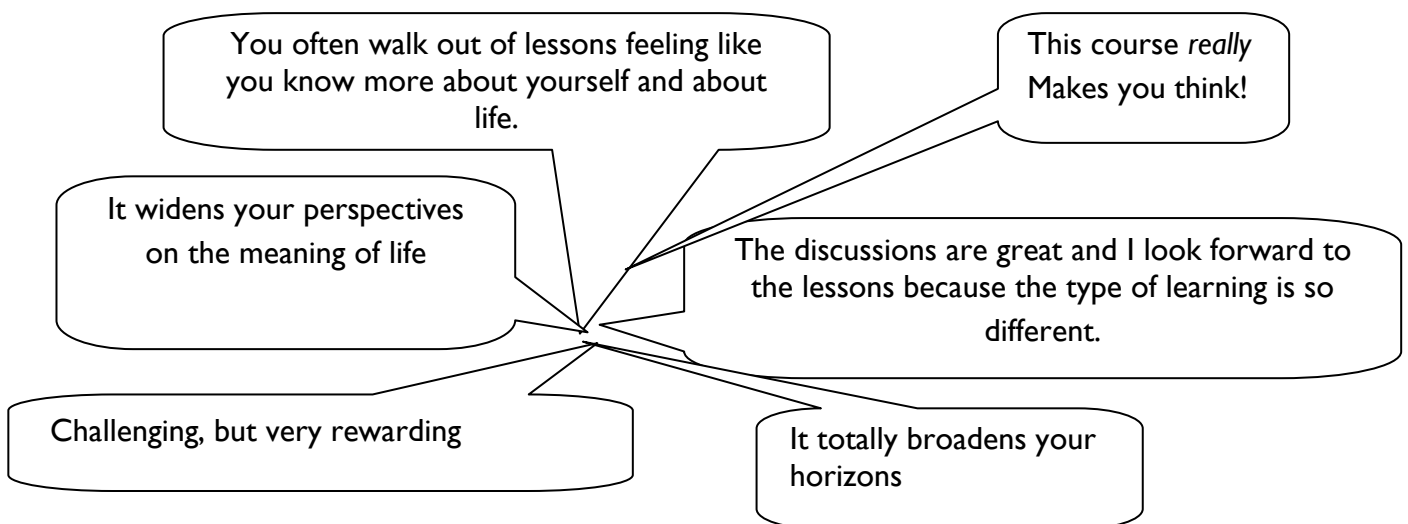 You often walk out of lessons feeling like
you know more about yourself and about
life.
This course really
Makes you think!
It widens your perspectives
on the meaning of life
The discussions are great and I look forward to
the lessons because the type of learning is so
different.
Challenging, but very rewarding
It totally broadens your
horizons